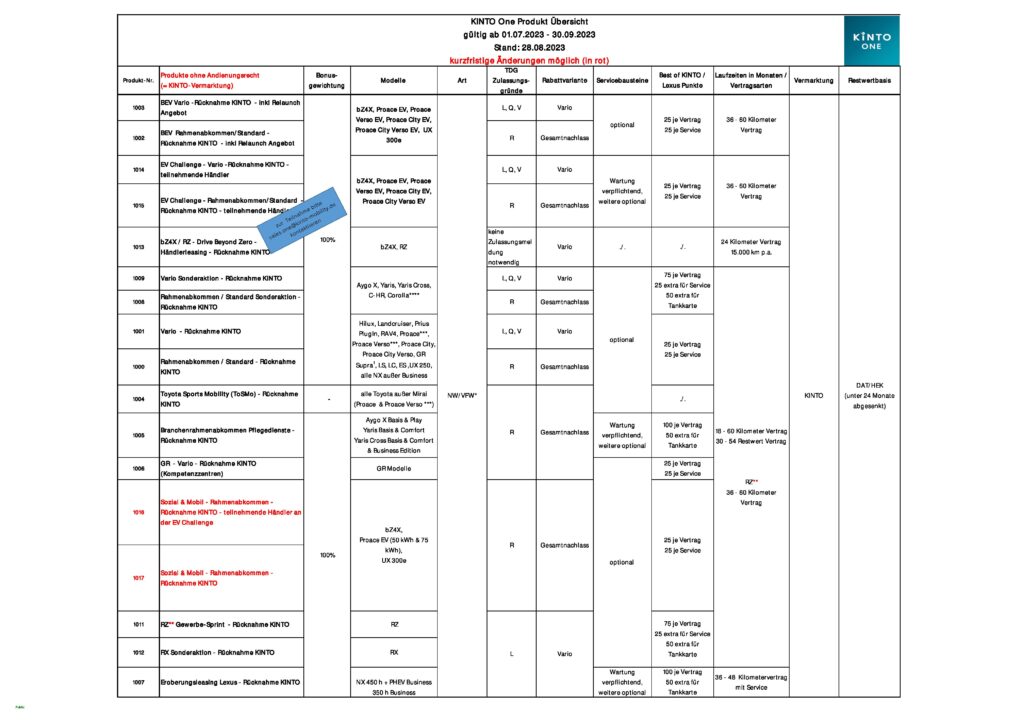 KINTO One Produkt Übersicht
gültig ab 01.07.2023 - 30.09.2023
Stand: 28.08.2023
kurzfristige Änderungen möglich (in rot)
KINTO
ONE
Produkt-Nr.
Produkte ohne Andienungsrecht
(= KINTO-Vermarktung)
Bonus-
gewichtung
Modelle
Art
TDG
Zulassungs-
gründe
Rabattvariante
Servicebausteine
Best of KINTO /
Lexus Punkte
Laufzeiten in Monaten /
Vertragsarten
Vermarktung
Restwertbasis
1003
BEV Vario -Rücknahme KINTO - inkl Relaunch
Angebot
bZ4X, Proace EV, Proace
Verso EV, Proace City EV,
Proace City Verso EV, UX
300e
I, Q, V
Vario
optional
25 je Vertrag
25 je Service
36 - 60 Kilometer
Vertrag
1002
BEV Rahmenabkommen/Standard -
Rücknahme KINTO - inkl Relaunch Angebot
R
Gesamtnachlass
1014
EV Challenge - Vario -Rücknahme KINTO -
teilnehmende Händler
bZ4X, Proace EV, Proace
Verso EV, Proace City EV,
Proace City Verso EV
I, Q, V
Vario
Wartung
verpflichtend,
weitere optional
25 je Vertrag
25 je Service
36 - 60 Kilometer
Vertrag
1015
EV Challenge - Rahmenabkommen/Standard -
Rücknahme KINTO - teilnehmende Händler
R
Gesamtnachlass
zur Teilnahme bitte
sales.one@kinto-mobility.de
kontaktieren
100%
1013
bZ4X / RZ - Drive Beyond Zero -
Händlerleasing - Rücknahme KINTO
bZ4X, RZ
keine
Zulassungsmel
dung
notwendig
Vario
./.
./.
24 Kilometer Vertrag
15.000 km p.a.
1009
Vario Sonderaktion - Rücknahme KINTO
Aygo X, Yaris, Yaris Cross,
C-HR, Corolla****
I, Q, V
Vario
75 je Vertrag
25 extra für Service
50 extra für
Tankkarte
1008
Rahmenabkommen / Standard Sonderaktion -
Rücknahme KINTO
R
Gesamtnachlass
optional
1001
Vario - Rücknahme KINTO
Hilux, Landcruiser, Prius
PlugIn, RAV4, Proace***,
Proace Verso***, Proace City,
Proace City Verso, GR
Supra¹, LS, LC, ES ,UX 250,
alle NX außer Business
I, Q, V
Vario
25 je Vertrag
25 je Service
1000
Rahmenabkommen / Standard - Rücknahme
KINTO
R
Gesamtnachlass
1004
Toyota Sports Mobility (ToSMo) - Rücknahme
KINTO
-
alle Toyota außer Mirai
(Proace & Proace Verso ***)
NW/VFW*
./.
KINTO
DAT/HEK
(unter 24 Monate
abgesenkt)
1005
Branchenrahmenabkommen Pflegedienste -
Rücknahme KINTO
Aygo X Basis & Play
Yaris Basis & Comfort
Yaris Cross Basis & Comfort
& Business Edition
R
Gesamtnachlass
Wartung
verpflichtend,
weitere optional
100 je Vertrag
50 extra für
Tankkarte
18 - 60 Kilometer Vertrag
30 - 54 Restwert Vertrag
1006
GR - Vario - Rücknahme KINTO
(Kompetenzzentren)
GR Modelle
25 je Vertrag
25 je Service
RZ**
36 - 60 Kilometer
Vertrag
1016
Sozial & Mobil - Rahmenabkommen -
Rücknahme KINTO - teilnehmende Händler an
der EV Challenge
100%
bZ4X,
Proace EV (50 kWh & 75
kWh),
UX 300e
R
Gesamtnachlass
optional
25 je Vertrag
25 je Service
1017
Sozial & Mobil - Rahmenabkommen -
Rücknahme KINTO
1011
RZ** Gewerbe-Sprint - Rücknahme KINTO
RZ
L
Vario
75 je Vertrag
25 extra für Service
50 extra für
Tankkarte
1012
RX Sonderaktion - Rücknahme KINTO
RX
1007
Eroberungsleasing Lexus - Rücknahme KINTO
NX 450 h + PHEV Business
350 h Business
Wartung
verpflichtend,
weitere optional
100 je Vertrag
50 extra für
Tankkarte
36 - 48 Kilometervertrag
mit Service